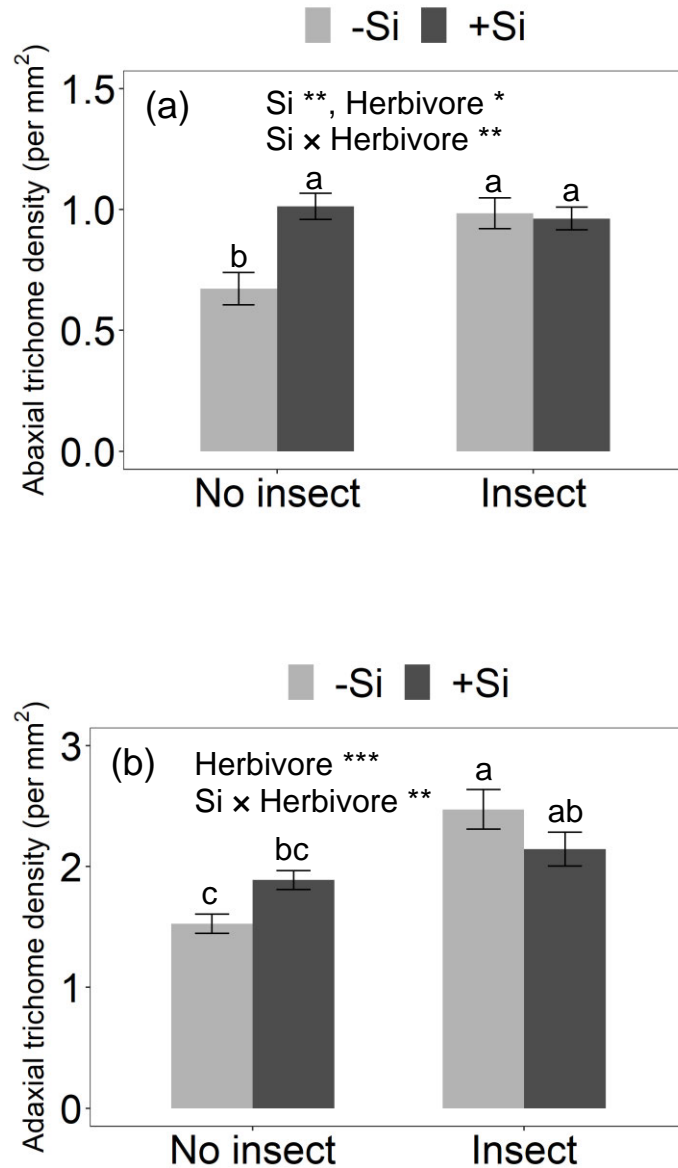 -Si +Si
Abaxial trichome density (per mm²)
1.5
1.0
0.5
0.0
(a)
Si **, Herbivore *
Si × Herbivore **
b
a
a
a
No insect
Insect
-Si +Si
Adaxial trichome density (per mm²)
3
2
1
0
(b)
Herbivore ***
Si × Herbivore **
c
bc
a
ab
No insect
Insect